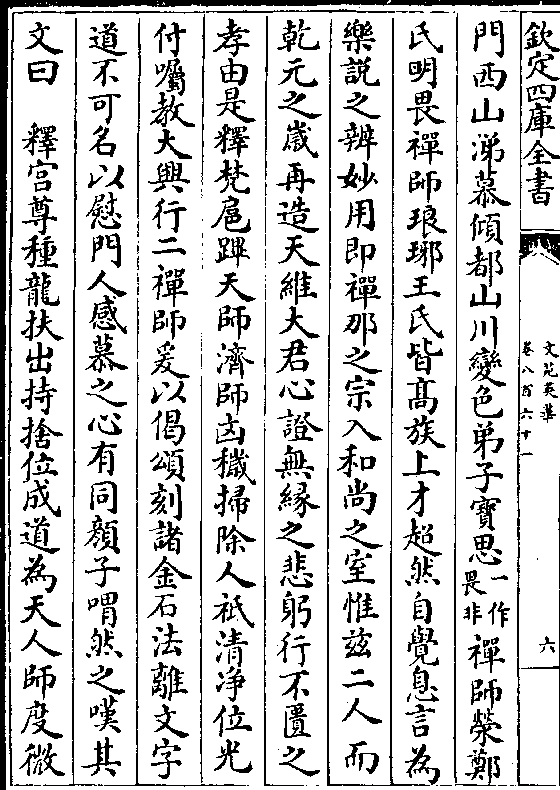 欽定四庫全書
文苑英華
卷八百六十一
六
門西山涕慕傾都山川變色弟子寶思一作畏非禪師滎鄭
氏明畏禪師琅琊王氏皆髙族上才超然自覺息言為
樂說之辨妙用即禪那之宗入和尚之室惟兹二人而
乾元之嵗再造天維大君心證無縁之悲躬行不匱之
孝由是釋梵扈蹕天師濟師凶穢掃除人祇清净位光
付囑教大興行二禪師爰以偈頌刻諸金石法離文字
道不可名以慰門人感慕之心有同顔子喟然之嘆其
文曰　釋宫尊種龍扶出持捨位成道為天人師度微